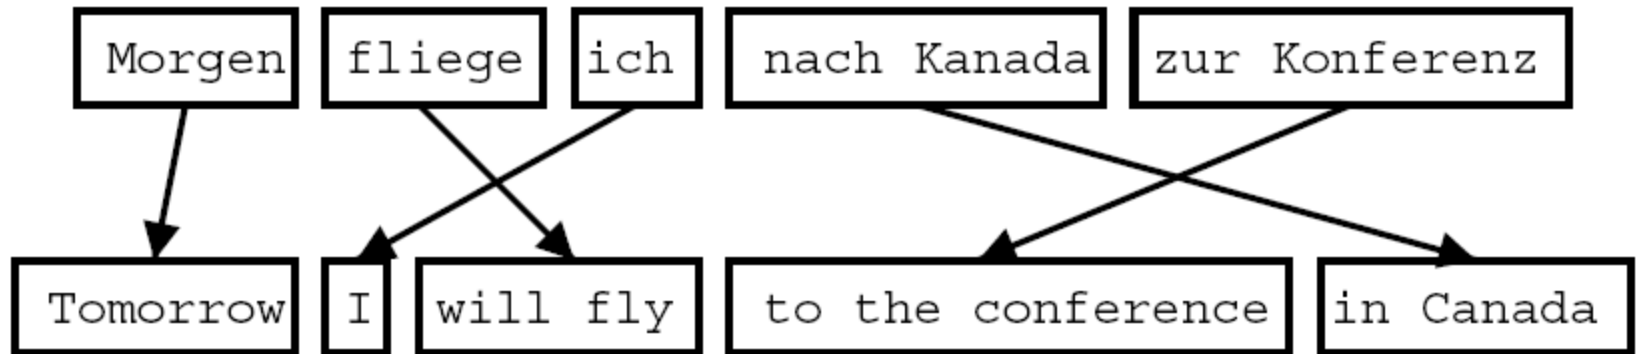 Morgen fliege ich nach Kanada zur Konferenz
Tomorrow I will fly to the conference in Canada